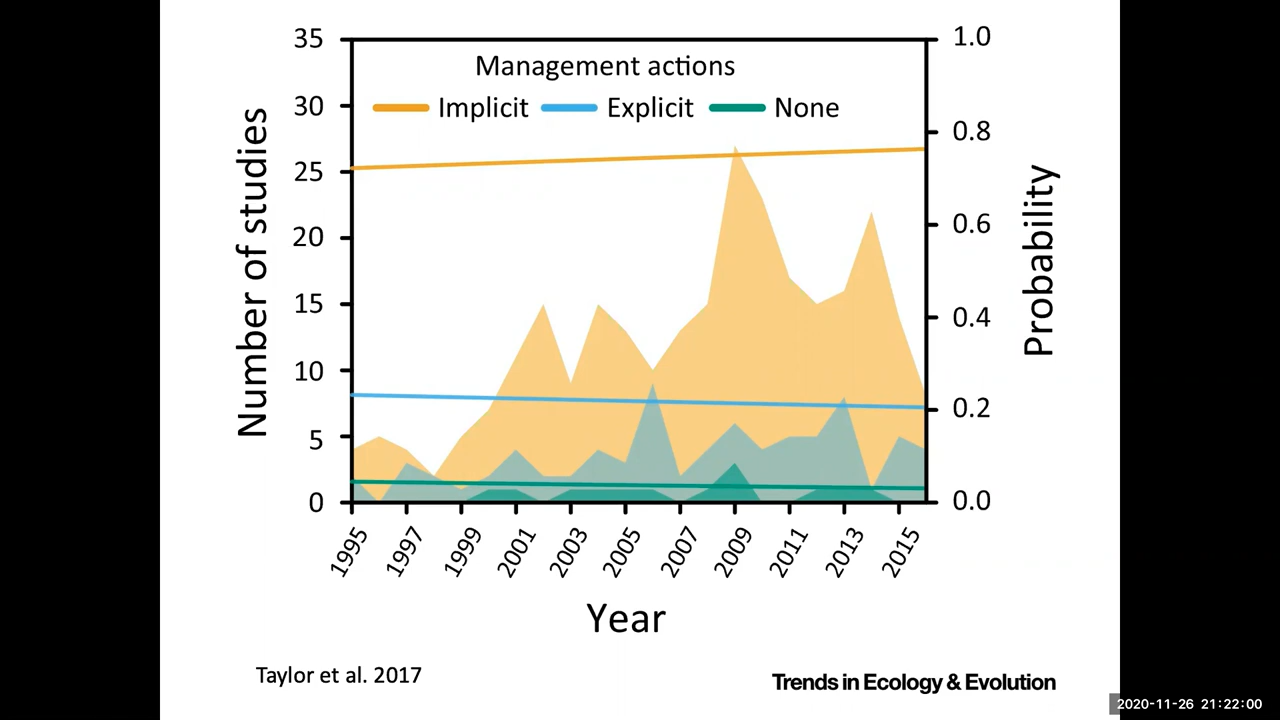 Management actions
Implicit Explicit None
Number of studies
35
30
25
20
15
10
5
0
1.0
0.8
0.6
0.4
0.2
0.0
Probability
1995 1997 1999 2001 2003 2005 2007 2009 2011 2013 2015
Year
Taylor et al. 2017
Trends in Ecology & Evolution
2020-11-26 21:22:00